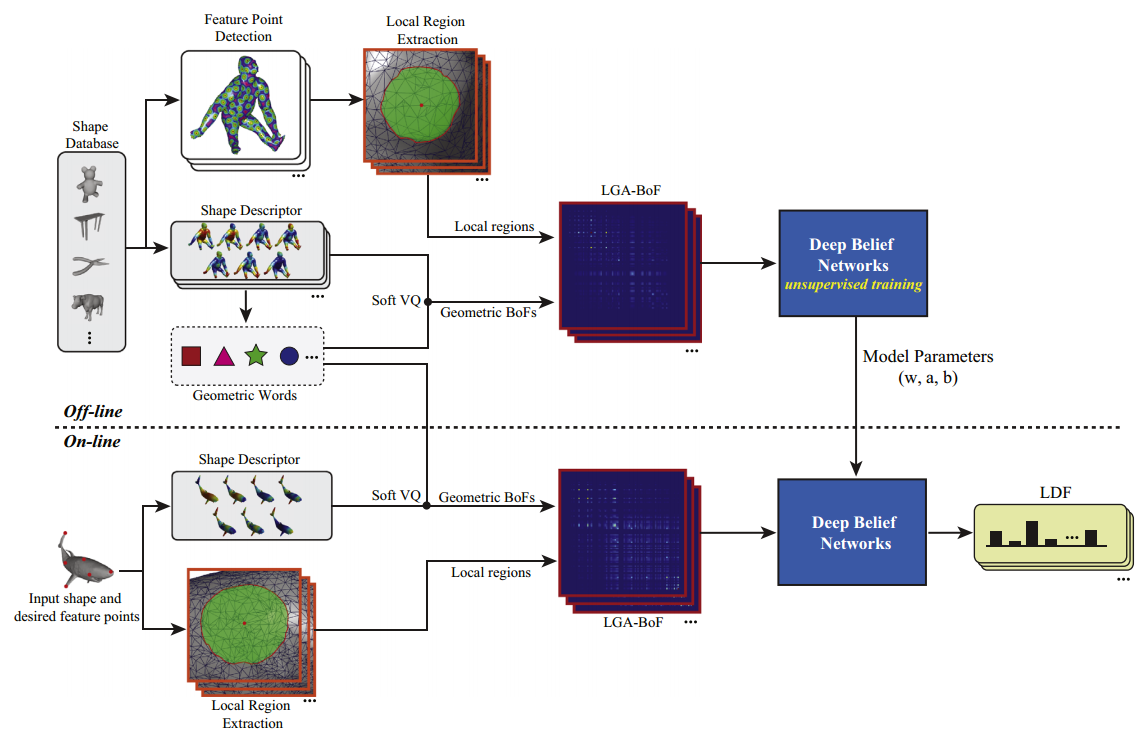 Feature Point
Detection
Local Region
Extraction
Shape
Database
Shape Descriptor
LGA-BoF
Local regions
Soft VQ
Geometric BoFs
Deep Belief
Networks
unsupervised training
Geometric Words
Model Parameters
(w, a, b)
Off-line
On-line
Shape Descriptor
Soft VQ
Geometric BoFs
Local regions
LGA-BoF
Deep Belief
Networks
LDF
Input shape and
desired feature points
Local Region
Extraction